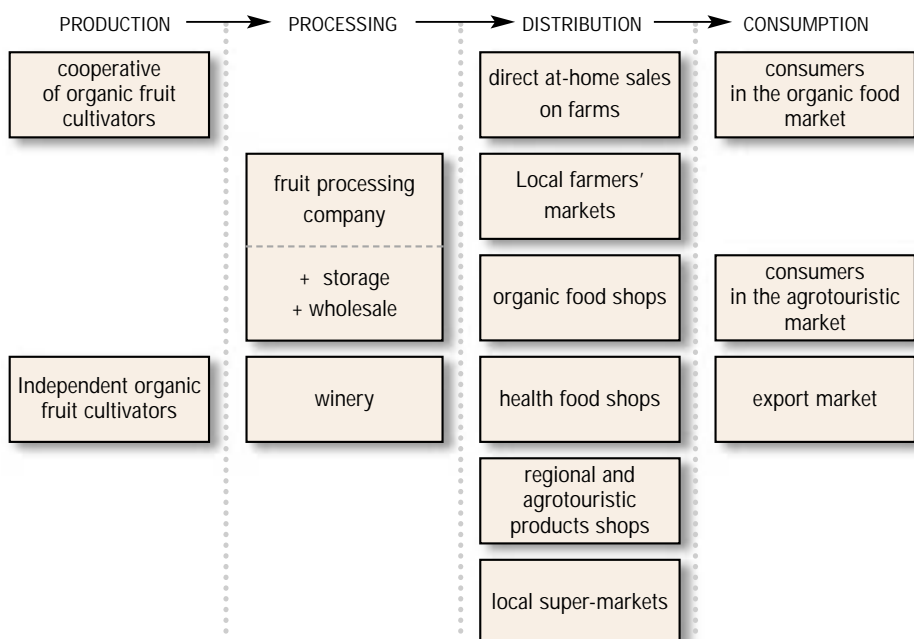 PRODUCTION
PROCESSING
DISTRIBUTION
CONSUMPTION
cooperative
of organic fruit
cultivators
Independent organic
fruit cultivators
fruit processing
company
+ storage
+ wholesale
winery
direct at-home sales
on farms
Local farmers’
markets
organic food shops
health food shops
regional and
agrotouristic
products shops
local super-markets
consumers
in the organic food
market
consumers
in the agrotouristic
market
export market